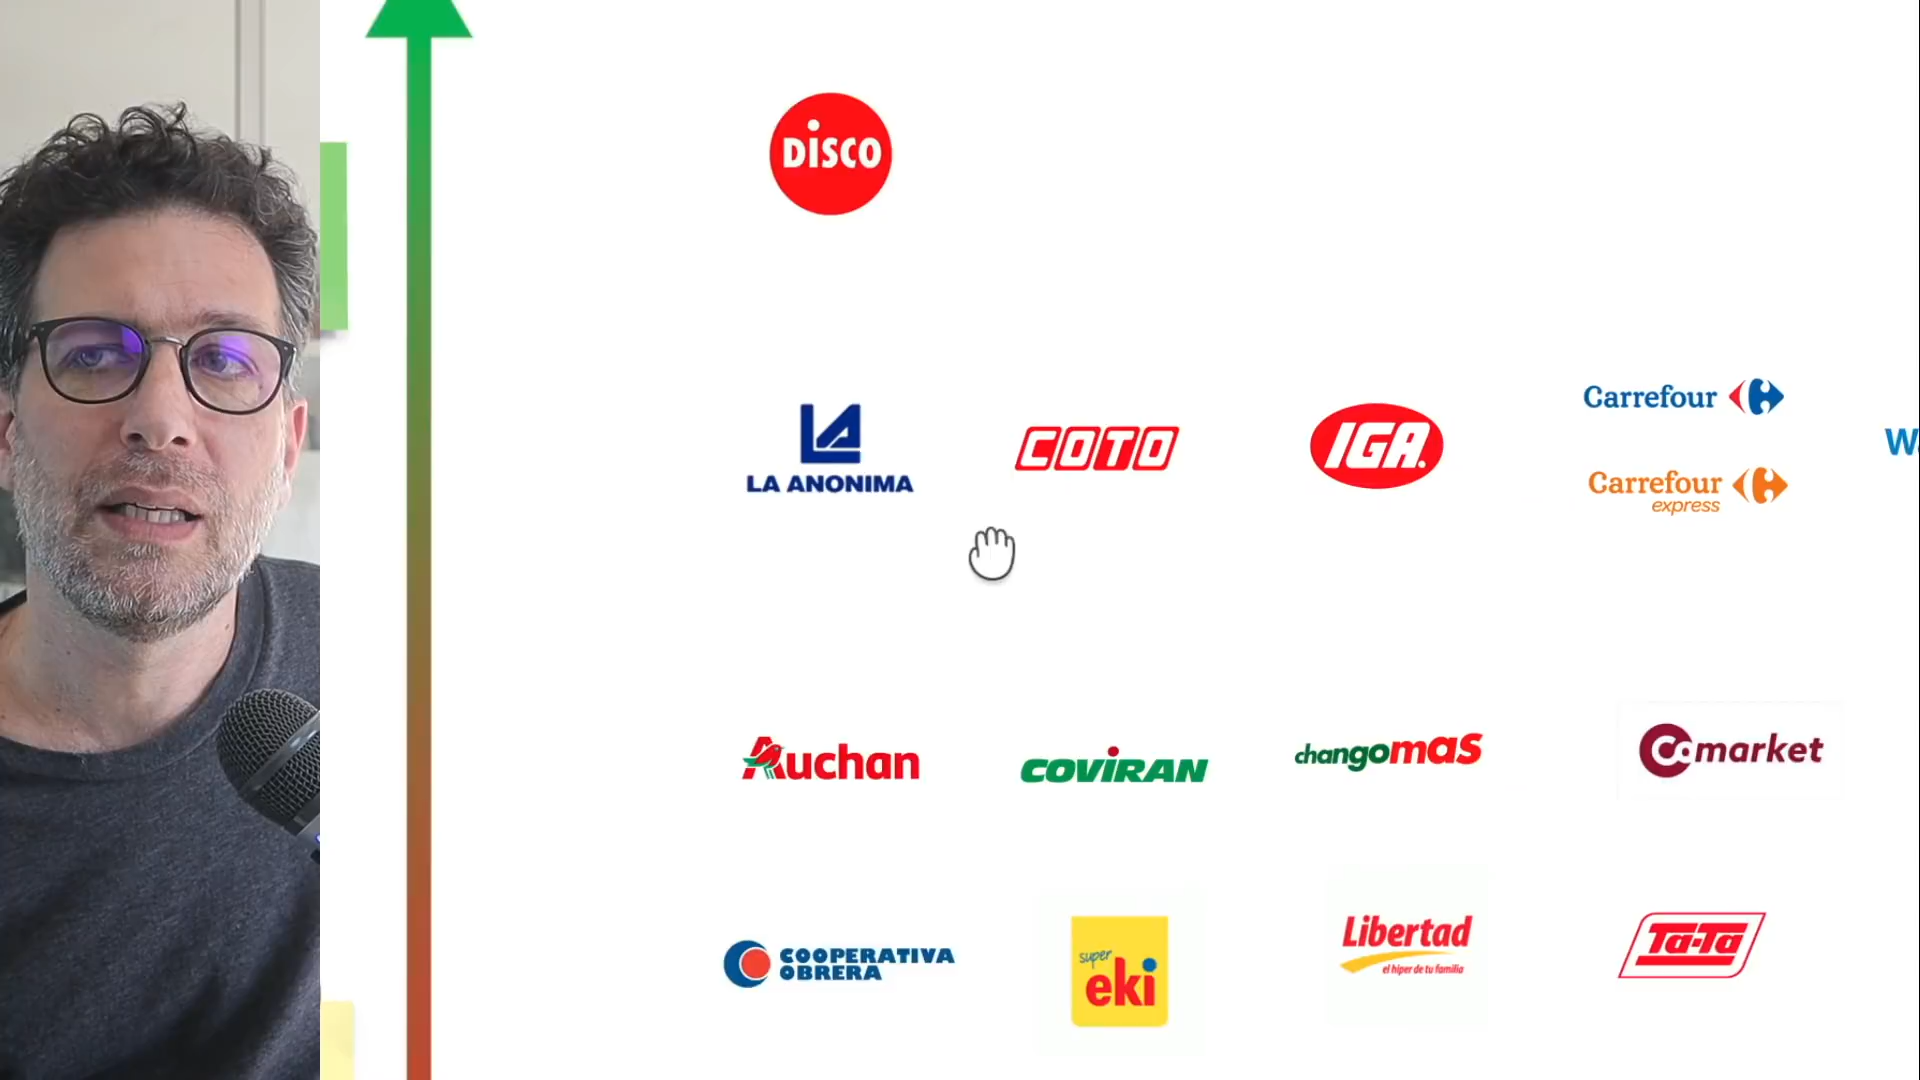 DISCO
LA ANONIMA
COTO
IGA
Carrefour
Carrefour
express
Auchan
COVIRAN
changomas
Comarket
COOPERATIVA
OBRERA
super
eki
Libertad
el hiper de tu familia
Ta-Ta